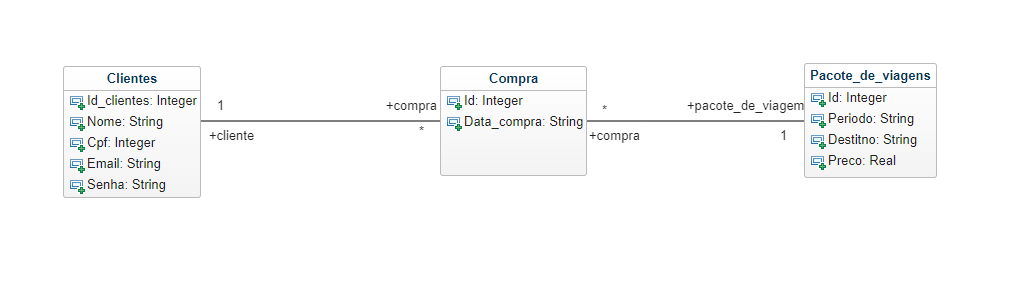 Clientes
Id_clientes: Integer
Nome: String
Cpf: Integer
Email: String
Senha: String
1
+cliente
+compra
*
Compra
Id: Integer
Data_compra: String
*
+compra
+pacote_de_viagem
1
Pacote_de_viagens
Id: Integer
Periodo: String
Destitno: String
Preco: Real